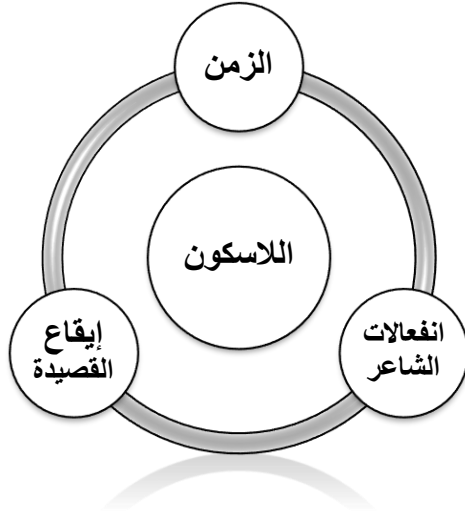 الزمن
اللاسكون
انفعالات
الشاعر
إيقاع
القصيدة